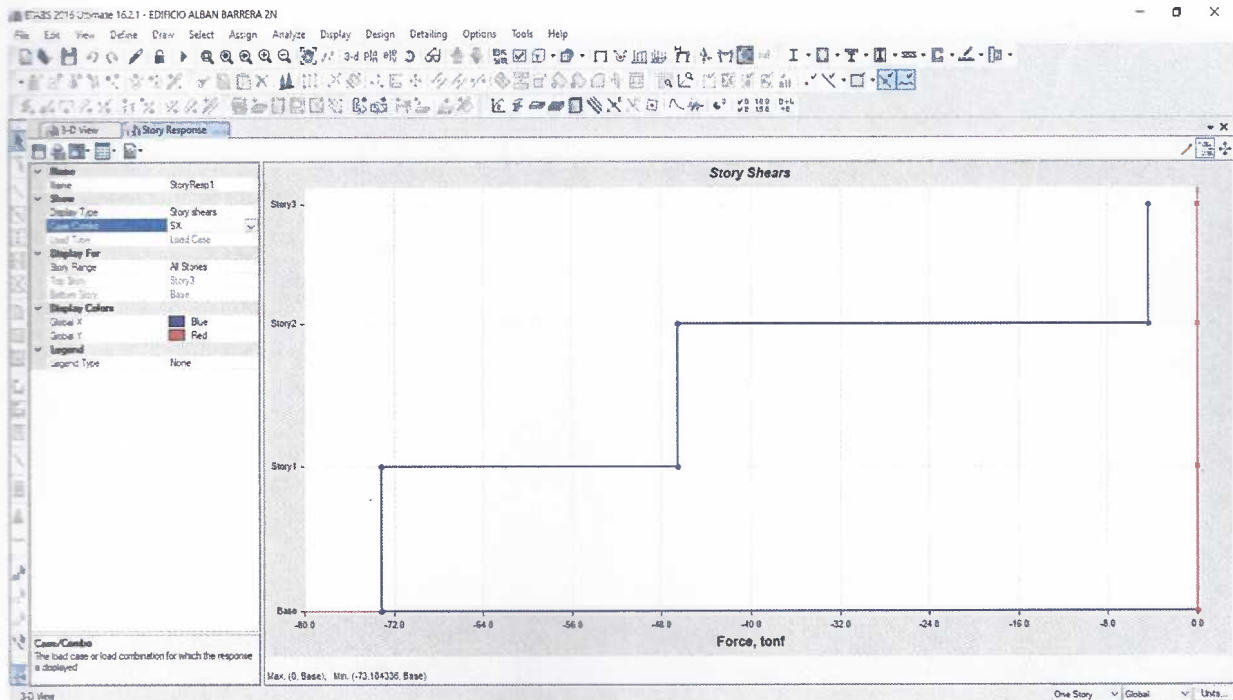 ETABS 2016 Ultimate 16.2.1 - EDIFICIO ALBAN BARRERA 2N
File Edit View Define Draw Select Assign Analyze Display Design Detailing Options Tools Help
3-D View
Story Response
Name
Name StoryResp1
Show
Display Type Story shears
Case/Combo SX
Load Type Load Case
Display For
Story Range All Stories
Top Story Story3
Bottom Story Base
Display Colors
Global X Blue
Global Y Red
Legend
Legend Type None
Case/Combo
The load case or load combination for which the response
is displayed
Story Shears
Story3
Story2
Story1
Base
-80.0 -72.0 -64.0 -56.0 -48.0 -40.0 -32.0 -24.0 -16.0 -8.0 0.0
Force, tonf
Max. (0, Base); Min. (-73.184336, Base)
3-D View
One Story Global Units...